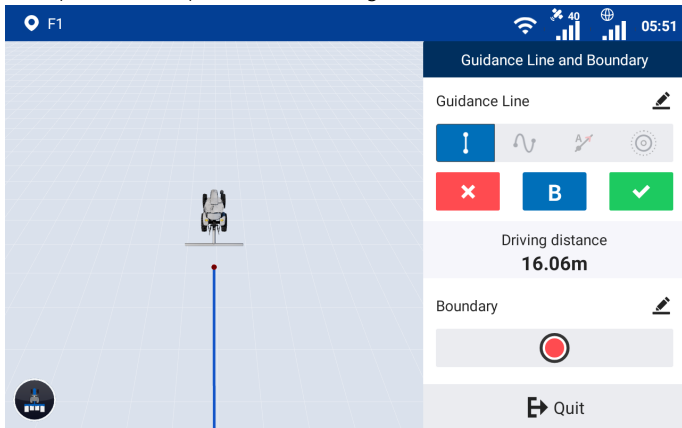 F1
40
05:51
Guidance Line and Boundary
Guidance Line
A
B
Driving distance
16.06m
Boundary
Quit